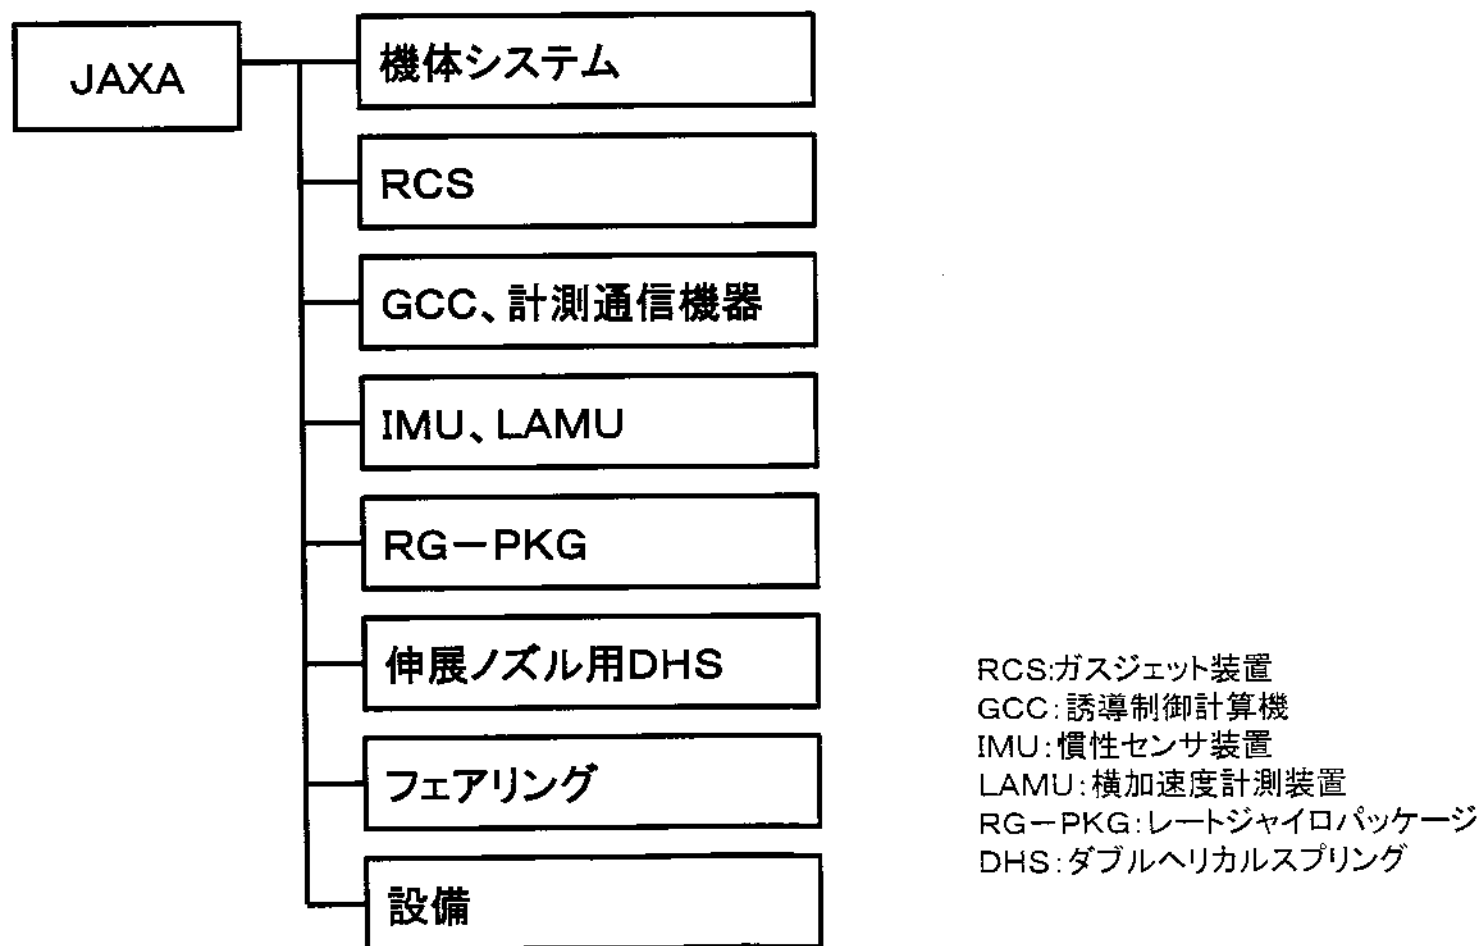 JAXA
機体システム
RCS
GCC、計測通信機器
IMU、LAMU
RG－PKG
伸展ノズル用DHS
フェアリング
設備
RCS:ガスジェット装置
GCC:誘導制御計算機
IMU:慣性センサ装置
LAMU:横加速度計測装置
RG－PKG:レートジャイロパッケージ
DHS:ダブルヘリカルスプリング